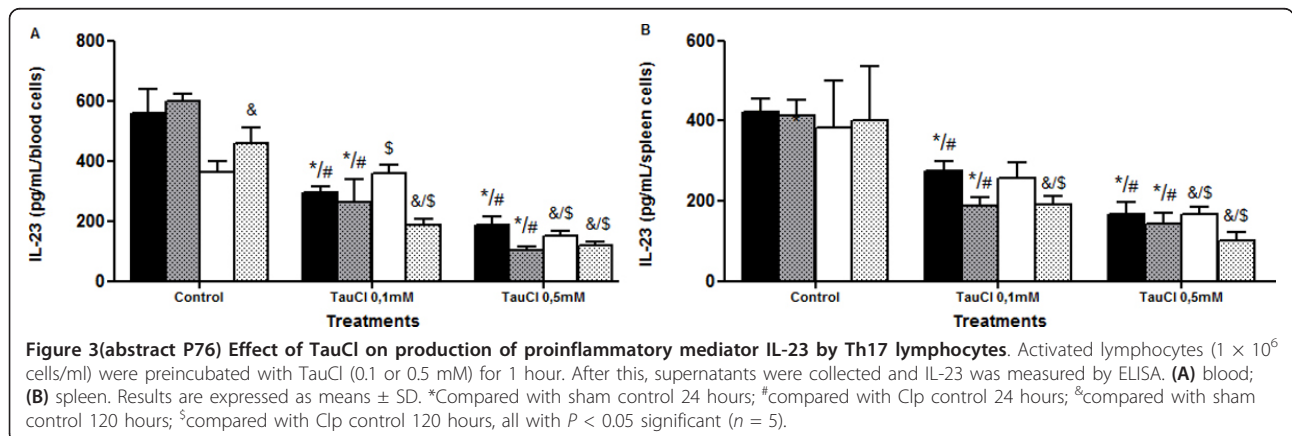 A
IL-23 (pg/mL/blood cells)
800
600
400
200
0
&
*/#
*/#
$
&/$
*/#
*/#
&/$
&/$
Control
TauCl 0,1mM
TauCl 0,5mM
Treatments
B
IL-23 (pg/mL/spleen cells)
600
400
200
0
*/#
*/#
&/$
*/#
*/#
&/$
&/$
Control
TauCl 0,1mM
TauCl 0,5mM
Treatments
Figure 3(abstract P76) Effect of TauCl on production of proinflammatory mediator IL-23 by Th17 lymphocytes. Activated lymphocytes (1 × 10⁶
cells/ml) were preincubated with TauCl (0.1 or 0.5 mM) for 1 hour. After this, supernatants were collected and IL-23 was measured by ELISA. (A) blood;
(B) spleen. Results are expressed as means ± SD. *Compared with sham control 24 hours; #compared with Clp control 24 hours; &compared with sham
control 120 hours; $compared with Clp control 120 hours, all with P < 0.05 significant (n = 5).